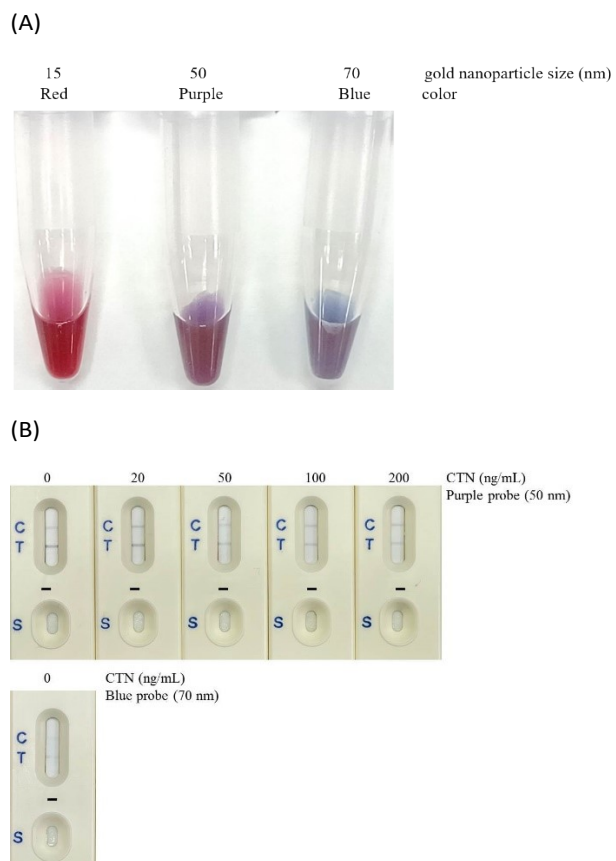 (A)
15 50 70 gold nanoparticle size (nm)
Red Purple Blue color
(B)
0 20 50 100 200 CTN (ng/mL)
Purple probe (50 nm)
C C C C C
T T T T T
S S S S S
0 CTN (ng/mL)
Blue probe (70 nm)
C
T
S